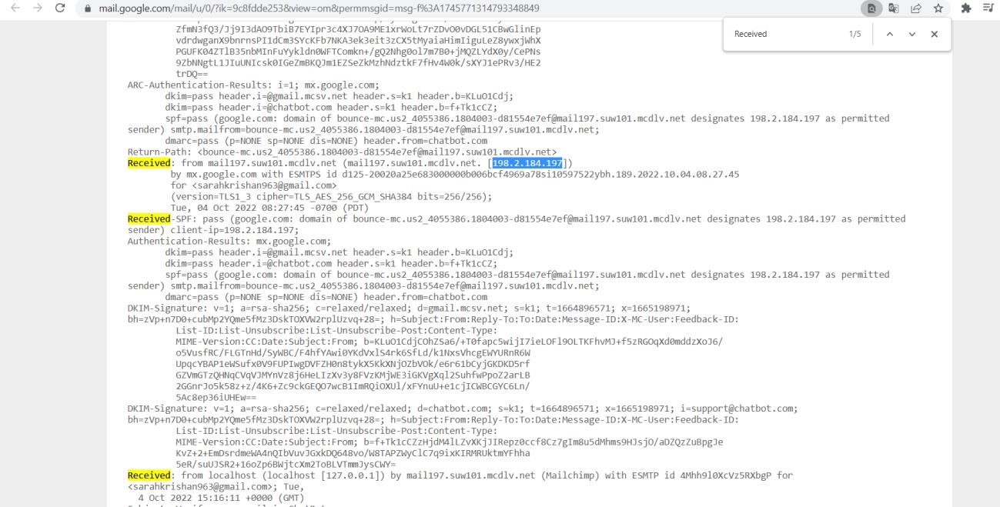 mail.google.com/mail/u/0/?ik=9c8fdde253&view=om&permmsgid=msg-f%3A1745771314793348849
Received 1/5
ZfmN3fQ3/Jj9I3dAO9TbiB7EYIpr3c4XJ7OA9ME1xrWoLt7rZDvO0vDGL51CBwGlinEp
vdrdwganX9bnrnsPI1dCm3SYcKFb7NKA3ek3eit3zCX5tMyaiaHimIiguLeZ8ywxjWhX
PGUFK04ZTlB35nbMInFuYykldn0WFTComkn+/gQ2Nhg0ol7m7B0+jMQZLYdX0y/CePNs
9ZbNNgtL1JIuUNIcsk0IGeZmBKQJm1EZSeZkMzhNdztkF7fHv4W0k/sXYJ1ePRv3/HE2
trDQ==
ARC-Authentication-Results: i=1; mx.google.com;
dkim=pass header.i=@gmail.mcsv.net header.s=k1 header.b=KLuO1Cdj;
dkim=pass header.i=@chatbot.com header.s=k1 header.b=f+Tk1cCZ;
spf=pass (google.com: domain of bounce-mc.us2_4055386.1804003-d81554e7ef@mail197.suw101.mcdlv.net designates 198.2.184.197 as permitted
sender) smtp.mailfrom=bounce-mc.us2_4055386.1804003-d81554e7ef@mail197.suw101.mcdlv.net;
dmarc=pass (p=NONE sp=NONE dis=NONE) header.from=chatbot.com
Return-Path: <bounce-mc.us2_4055386.1804003-d81554e7ef@mail197.suw101.mcdlv.net>
Received: from mail197.suw101.mcdlv.net (mail197.suw101.mcdlv.net. [198.2.184.197])
by mx.google.com with ESMTPS id d125-20020a25e683000000b006bcf4969a78si10597522ybh.189.2022.10.04.08.27.45
for <sarahkrishan963@gmail.com>
(version=TLS1_3 cipher=TLS_AES_256_GCM_SHA384 bits=256/256);
Tue, 04 Oct 2022 08:27:45 -0700 (PDT)
Received-SPF: pass (google.com: domain of bounce-mc.us2_4055386.1804003-d81554e7ef@mail197.suw101.mcdlv.net designates 198.2.184.197 as permitted
sender) client-ip=198.2.184.197;
Authentication-Results: mx.google.com;
dkim=pass header.i=@gmail.mcsv.net header.s=k1 header.b=KLuO1Cdj;
dkim=pass header.i=@chatbot.com header.s=k1 header.b=f+Tk1cCZ;
spf=pass (google.com: domain of bounce-mc.us2_4055386.1804003-d81554e7ef@mail197.suw101.mcdlv.net designates 198.2.184.197 as permitted
sender) smtp.mailfrom=bounce-mc.us2_4055386.1804003-d81554e7ef@mail197.suw101.mcdlv.net;
dmarc=pass (p=NONE sp=NONE dis=NONE) header.from=chatbot.com
DKIM-Signature: v=1; a=rsa-sha256; c=relaxed/relaxed; d=gmail.mcsv.net; s=k1; t=1664896571; x=1665198971;
bh=zVp+n7D0+cubMp2YQme5fMz3DskTOXVW2rplUzvq+28=; h=Subject:From:Reply-To:To:Date:Message-ID:X-MC-User:Feedback-ID:
List-ID:List-Unsubscribe:List-Unsubscribe-Post:Content-Type:
MIME-Version:CC:Date:Subject:From; b=KLuO1CdjCOhZSa6/+T0fapc5wijI7ieLOFl9OLTKFhvMJ+f5zRGOqXd0mddzXoJ6/
o5VusfRC/FLGTnHd/SyWBC/F4hfYAwi0YKdVxlS4rk6SfLd/k1NxsVhcgEWYURnR6W
UpqcYBAP1eWSufx0V9FUPIwgDVFZH0n8tykX5KkXNjOZbVOk/e6r61bCyjGKDKD5rf
GZVmGTzQHNqCVqVJMYnVz8j6HeLIzXv3y8FVzKMjWE3iGKVgXql2SuhfwPpoZ2arLB
2GGnrJo5k58z+z/4K6+Zc9ckGEQO7wcB1ImRQiOXUl/xFYnuU+e1cjICWBCGYC6Ln/
5Ac8ep36iUHEw==
DKIM-Signature: v=1; a=rsa-sha256; c=relaxed/relaxed; d=chatbot.com; s=k1; t=1664896571; x=1665198971; i=support@chatbot.com;
bh=zVp+n7D0+cubMp2YQme5fMz3DskTOXVW2rplUzvq+28=; h=Subject:From:Reply-To:To:Date:Message-ID:X-MC-User:Feedback-ID:
List-ID:List-Unsubscribe:List-Unsubscribe-Post:Content-Type:
MIME-Version:CC:Date:Subject:From; b=f+Tk1cCZzHjdM4lLZvXKjJIRepz0ccf8Cz7gIm8u5dMhms9HJsjO/aDZQzZuBpgJe
KvZ+2+EmDsrdmeWA4nQIbVuvJGxkDQ648vo/W8TAPZWyClC7q9ixKIRMRUktmYFhha
5eR/suUJSR2+16oZp6BWjtcXm2ToBLVTmmJysCWY=
Received: from localhost (localhost [127.0.0.1]) by mail197.suw101.mcdlv.net (Mailchimp) with ESMTP id 4Mhh9l0XcVz5RXbgP for
<sarahkrishan963@gmail.com>; Tue,
4 Oct 2022 15:16:11 +0000 (GMT)